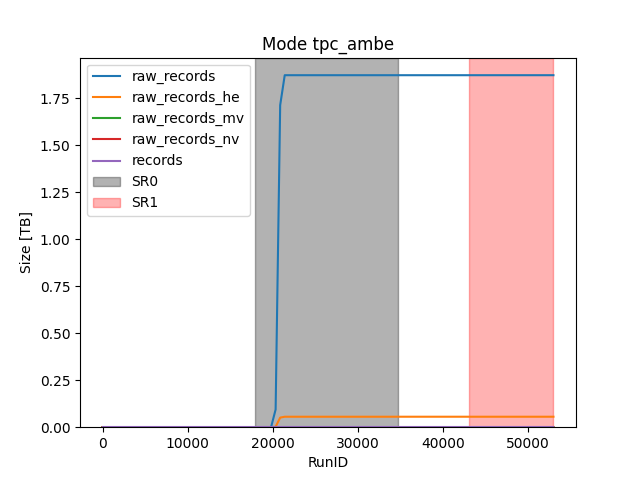 Mode tpc_ambe
raw_records
raw_records_he
raw_records_mv
raw_records_nv
records
SR0
SR1
Size [TB]
1.75
1.50
1.25
1.00
0.75
0.50
0.25
0.00
0 10000 20000 30000 40000 50000
RunID